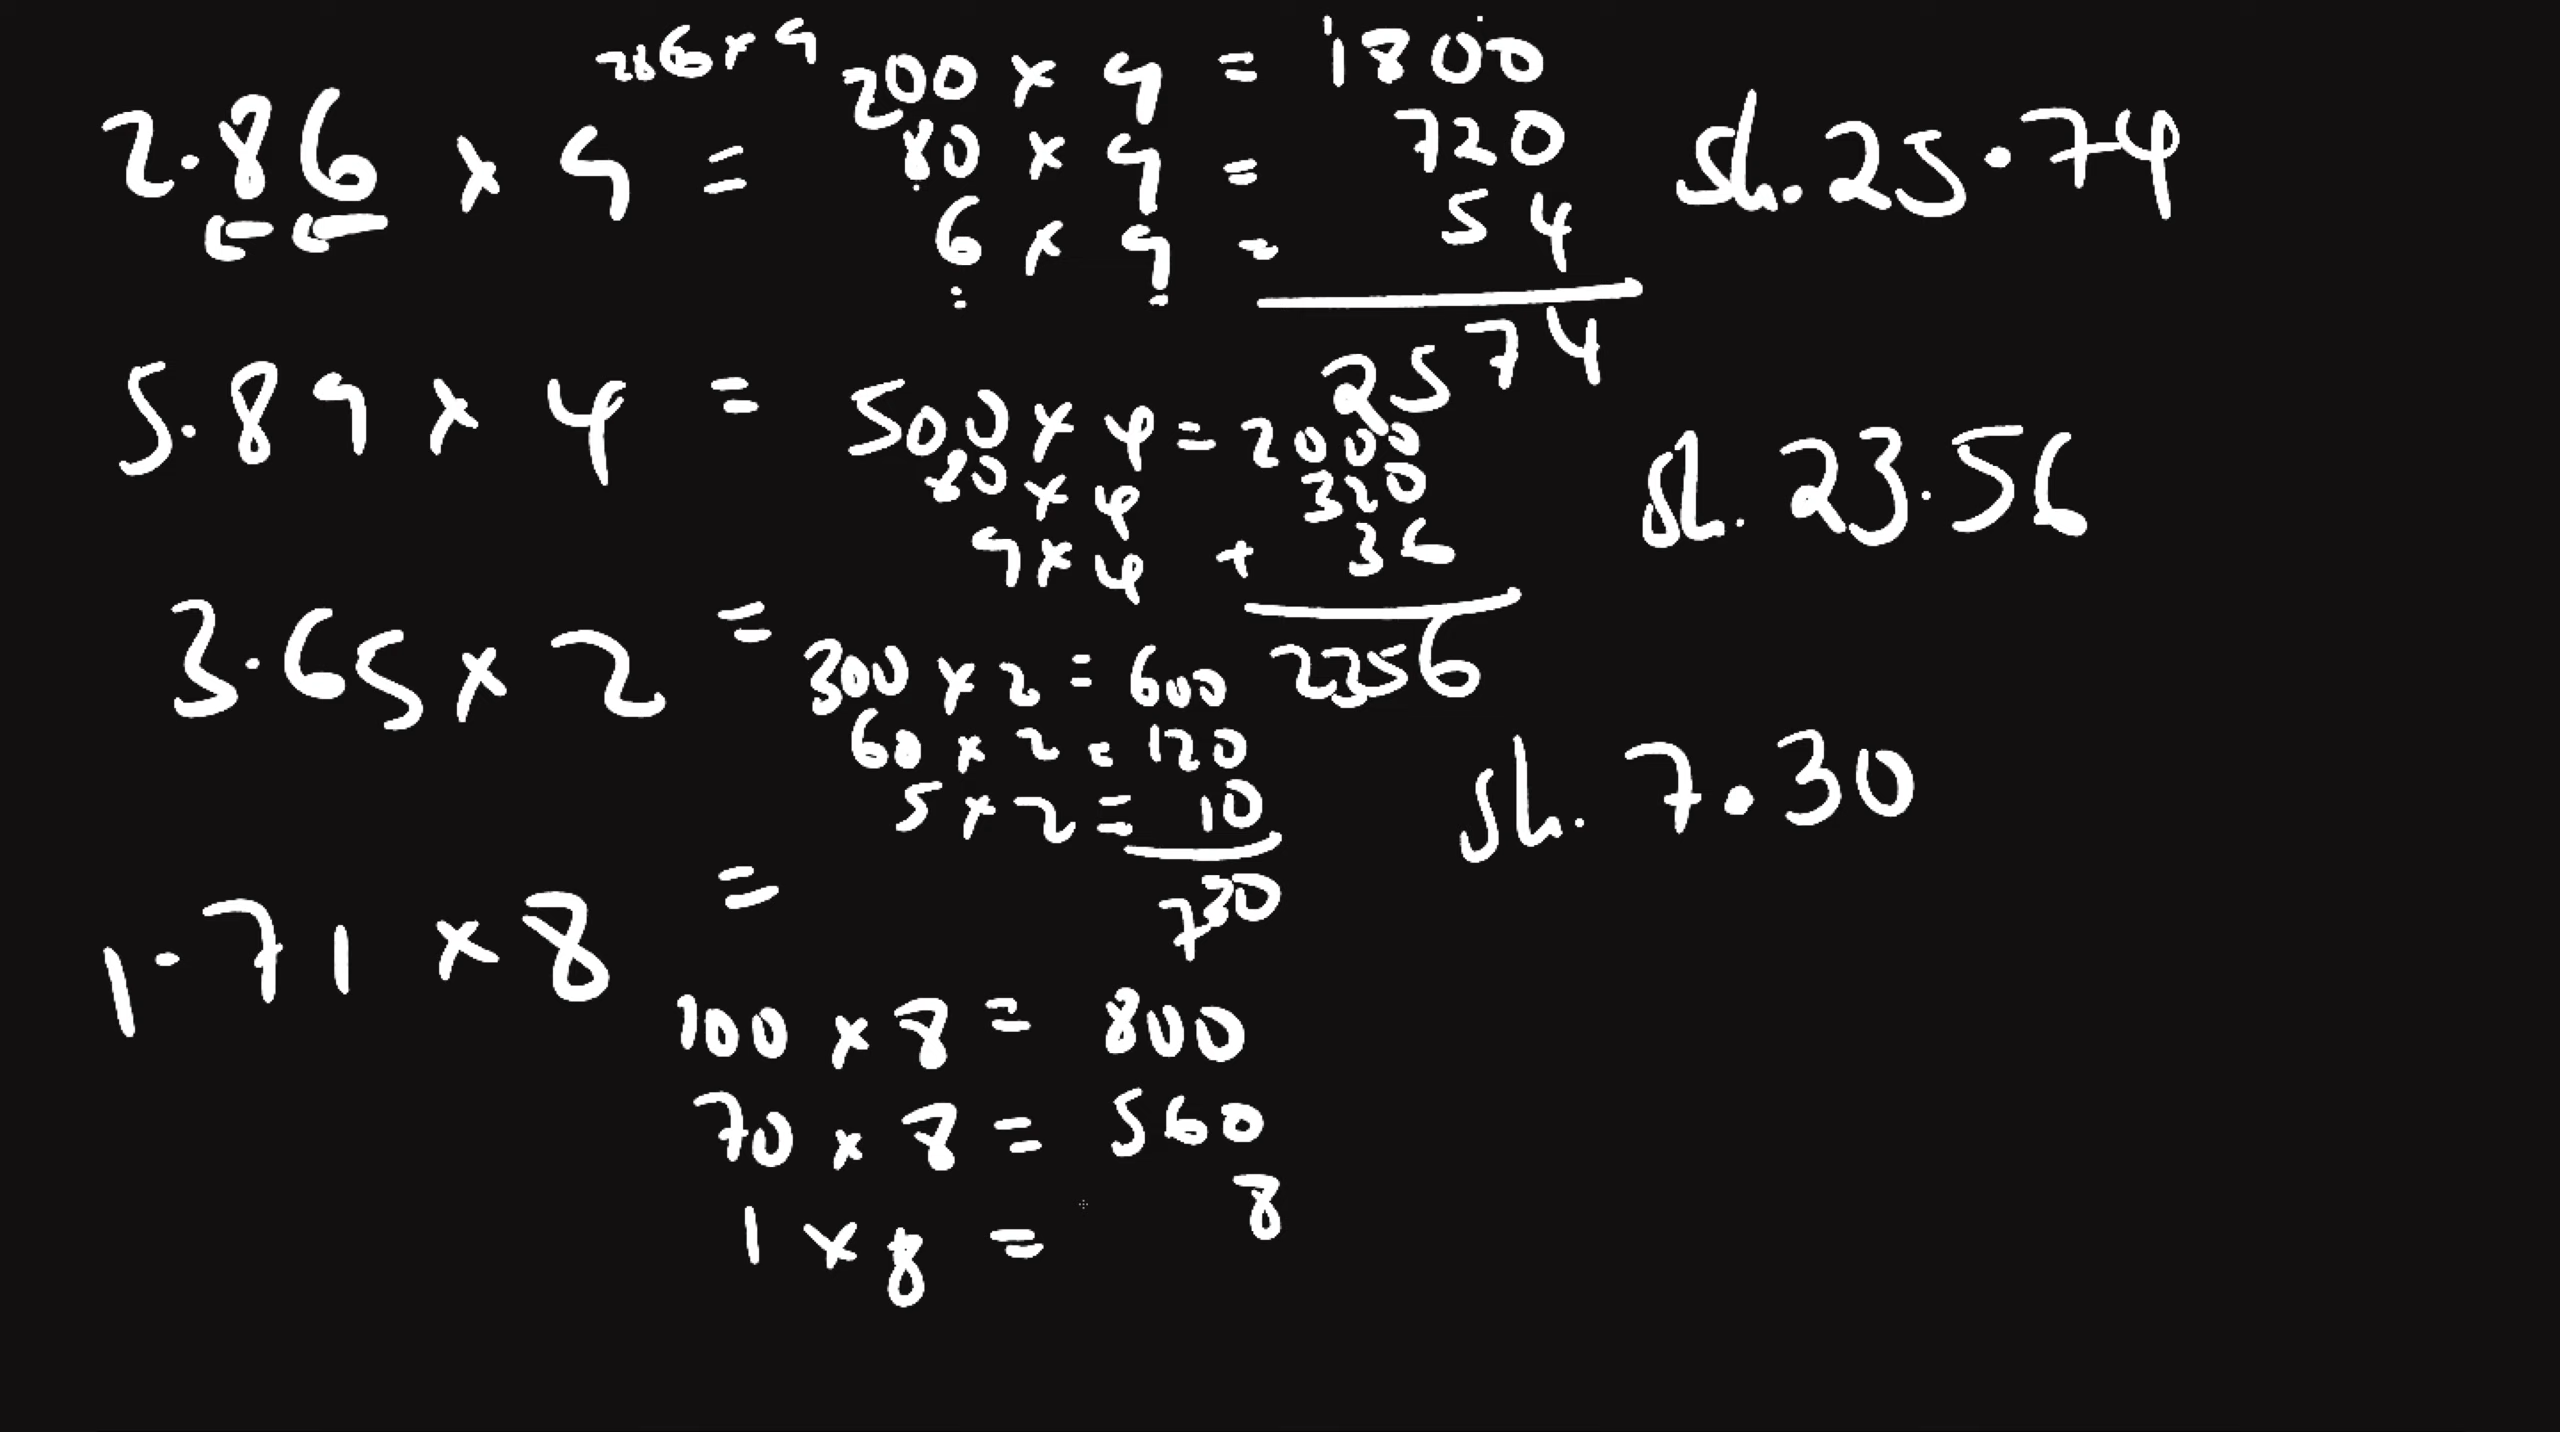 286 x 9
2.86 x 9 = 200 x 9 = 1800
80 x 9 = 720
6 x 9 = 54
2574
sh. 25.74
5.89 x 4 = 500 x 4 = 2000
80 x 4 320
9 x 4 + 36
2356
sh. 23.56
3.65 x 2 = 300 x 2 = 600
60 x 2 = 120
5 x 2 = 10
730
sh. 7.30
1.71 x 8 =
100 x 8 = 800
70 x 8 = 560
1 x 8 = 8